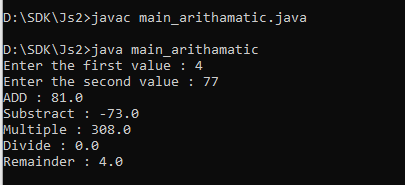 D:\SDK\Js2>javac main_arithamatic.java
D:\SDK\Js2>java main_arithamatic
Enter the first value : 4
Enter the second value : 77
ADD : 81.0
Substract : -73.0
Multiple : 308.0
Divide : 0.0
Remainder : 4.0